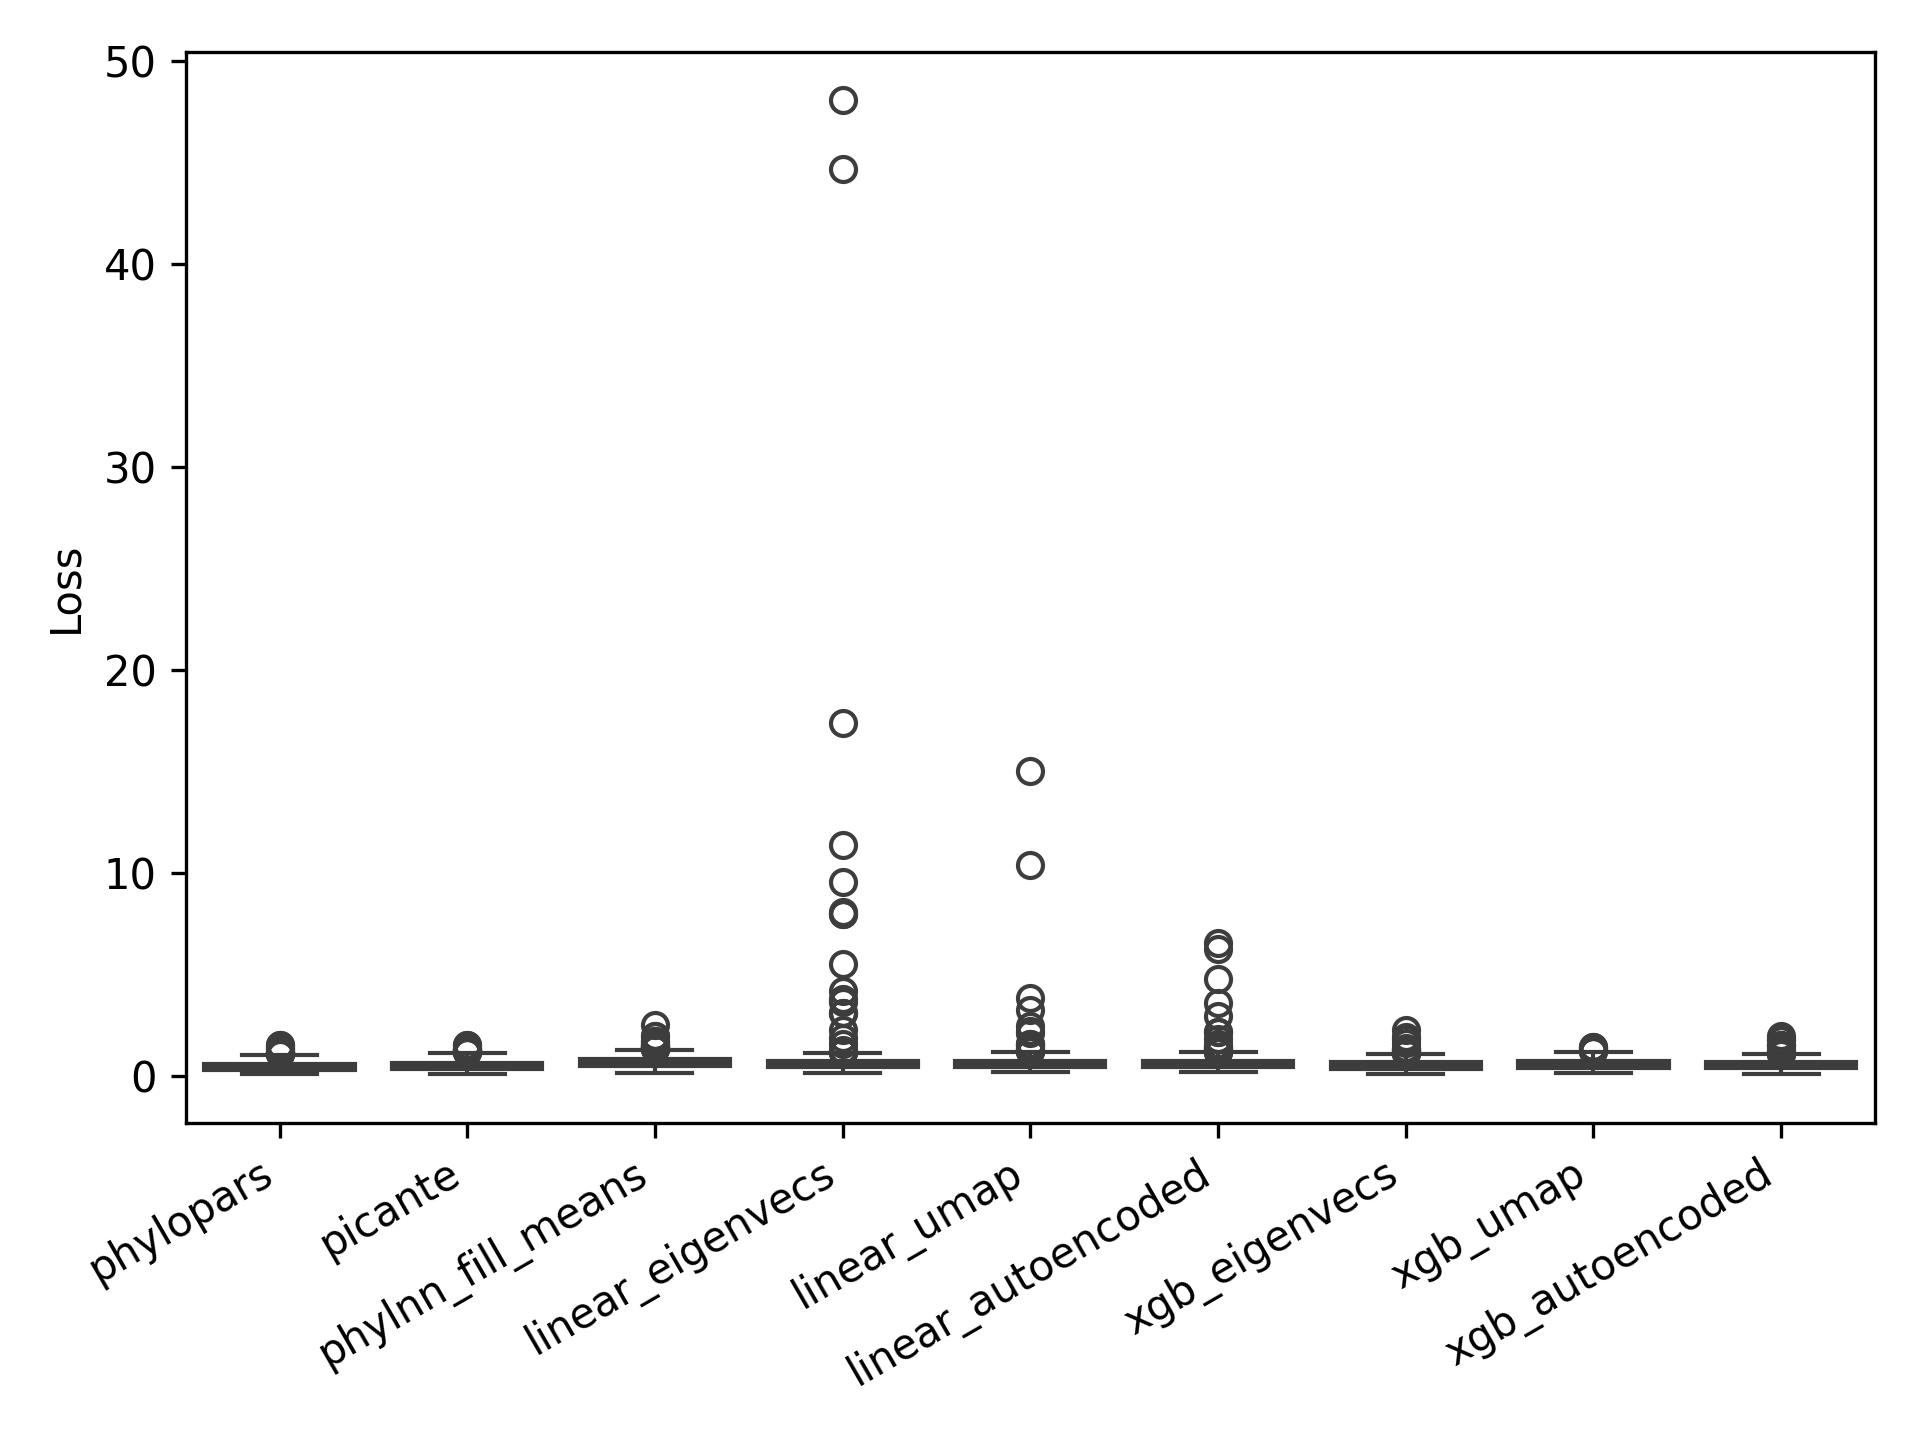 50
40
30
20
10
0
Loss
phylopars
picante
phylnn_fill_means
linear_eigenvecs
linear_umap
linear_autoencoded
xgb_eigenvecs
xgb_umap
xgb_autoencoded